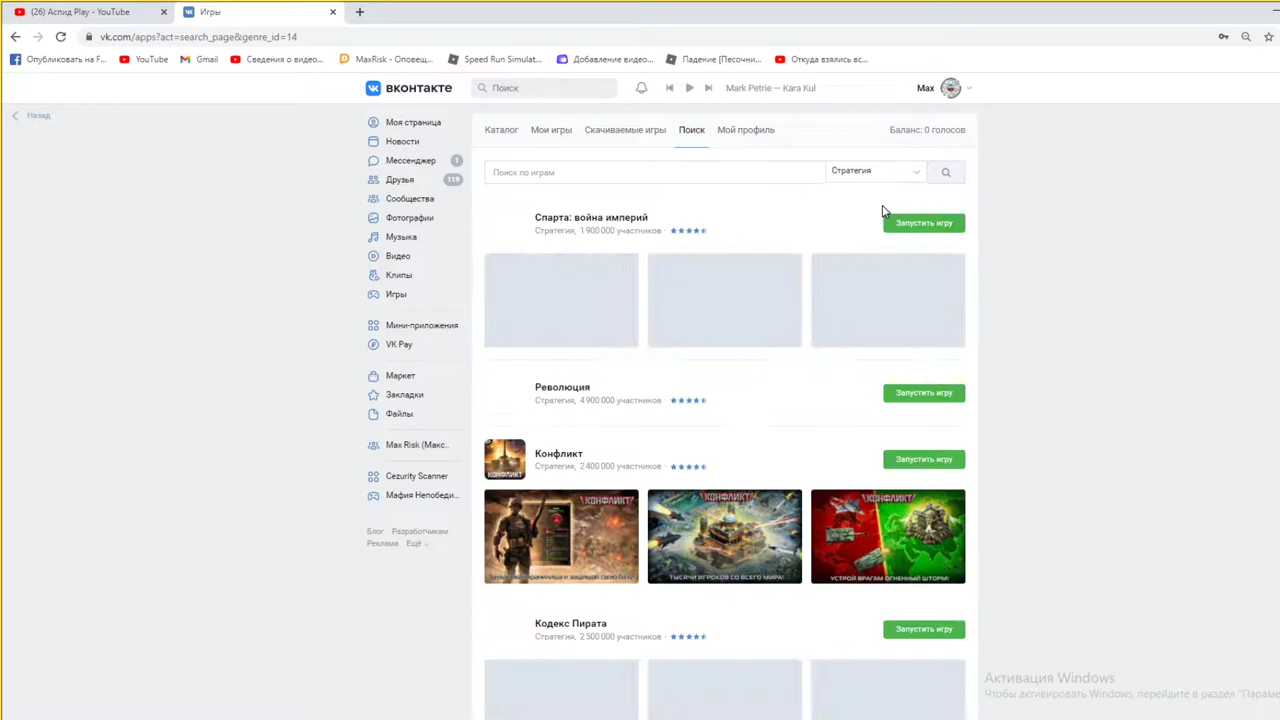 (26) Аспид Play - YouTube
Игры
vk.com/apps?act=search_page&genre_id=14
Опубликовать на F...
YouTube
Gmail
Сведения о видео...
MaxRisk - Оповещ...
Speed Run Simulat...
Добавление видео...
Падение [Песочни...
Откуда взялись вс...
вконтакте
Поиск
Mark Petrie — Kara Kul
Max
Назад
Моя страница
Новости
Мессенджер 1
Друзья 119
Сообщества
Фотографии
Музыка
Видео
Клипы
Игры
Мини-приложения
VK Pay
Маркет
Закладки
Файлы
Max Risk (Макс...
Cezurity Scanner
Мафия Непобеди...
Блог Разработчикам
Реклама Ещё
Каталог Мои игры Скачиваемые игры Поиск Мой профиль Баланс: 0 голосов
Поиск по играм
Стратегия
Спарта: война империй
Стратегия, 1 900 000 участников ·
Запустить игру
Революция
Стратегия, 4 900 000 участников ·
Запустить игру
КОНФЛИКТ
Конфликт
Стратегия, 2 400 000 участников ·
Запустить игру
КОНФЛИКТ
КОНФЛИКТ
ТЫСЯЧИ ИГРОКОВ СО ВСЕГО МИРА!
КОНФЛИКТ
УСТРОЙ ВРАГАМ ОГНЕННЫЙ ШТОРМ!
Кодекс Пирата
Стратегия, 2 500 000 участников ·
Запустить игру
Активация Windows
Чтобы активировать Windows, перейдите в раздел "Параме